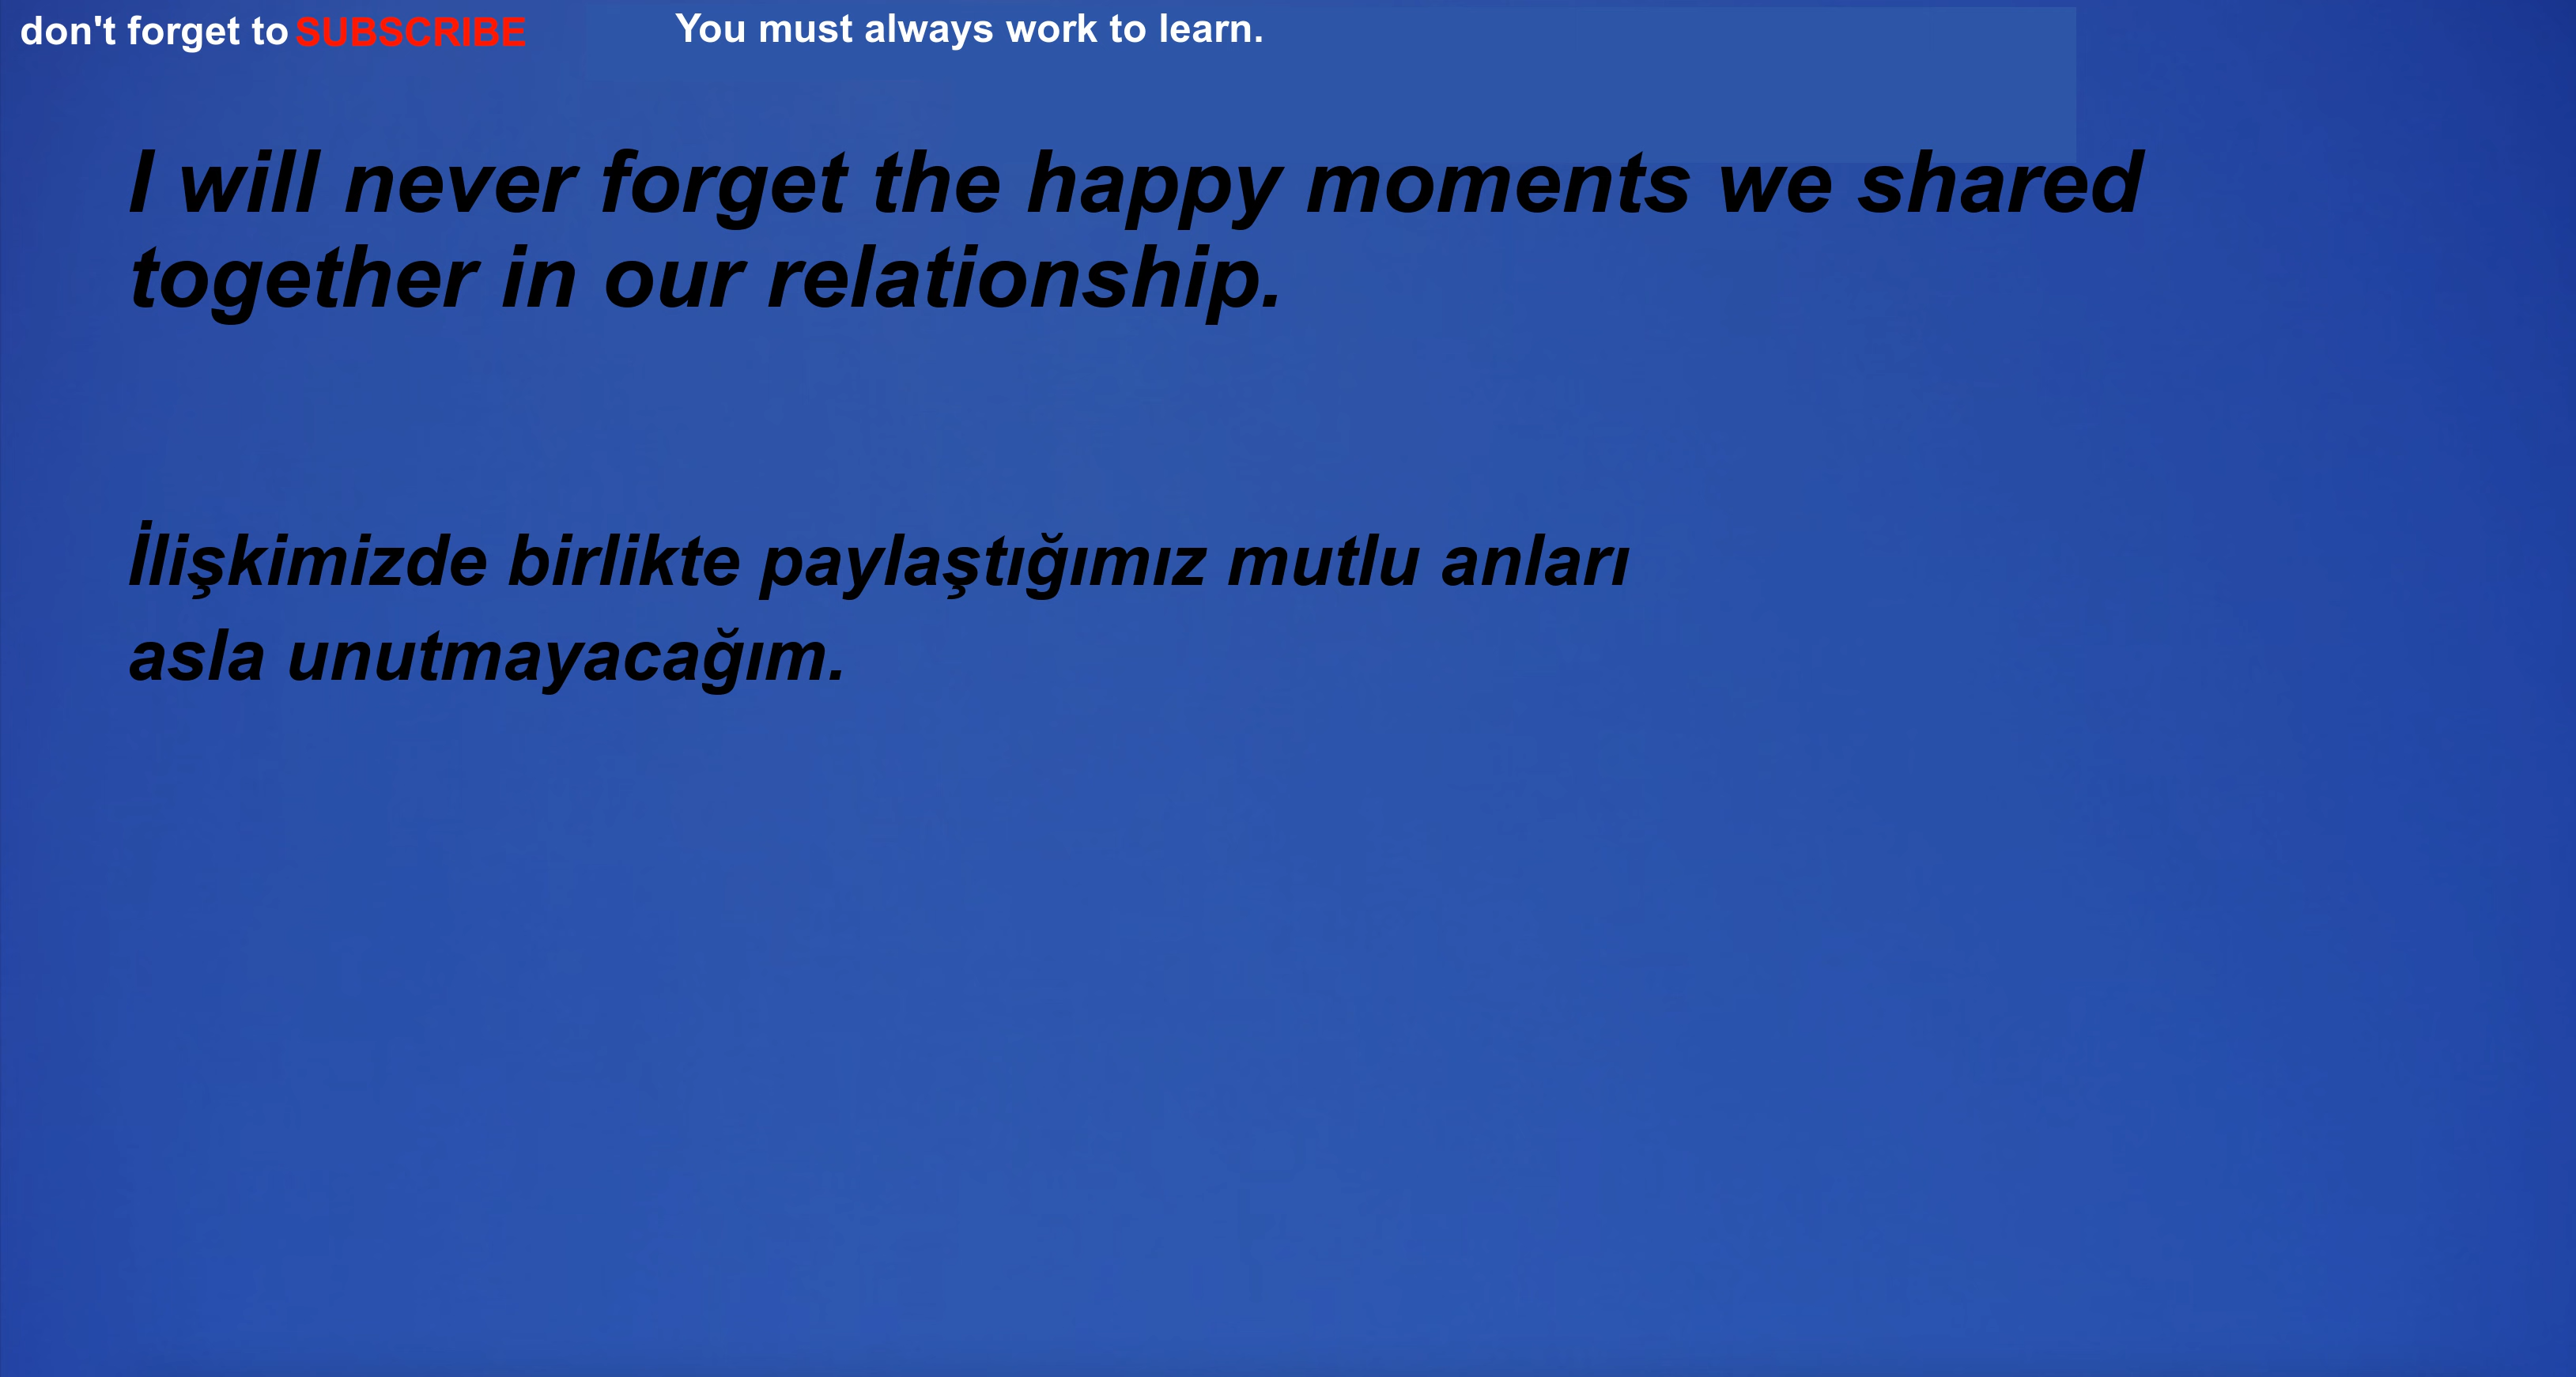 don't forget to SUBSCRIBE
You must always work to learn.
I will never forget the happy moments we shared
together in our relationship.
İlişkimizde birlikte paylaştığımız mutlu anları
asla unutmayacağım.